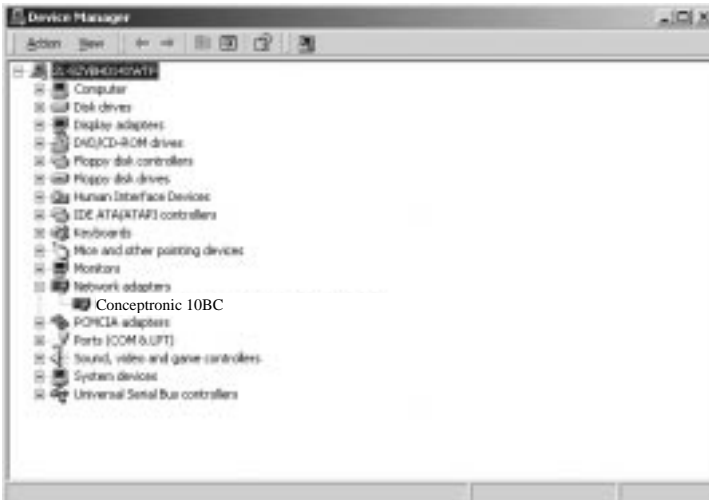 Device Manager
Action View
Computer
Disk drives
Display adapters
DVD/CD-ROM drives
Floppy disk controllers
Floppy disk drives
Human Interface Devices
IDE ATA/ATAPI controllers
Keyboards
Mice and other pointing devices
Monitors
Network adapters
Conceptronic 10BC
PCMCIA adapters
Ports (COM & LPT)
Sound, video and game controllers
System devices
Universal Serial Bus controllers